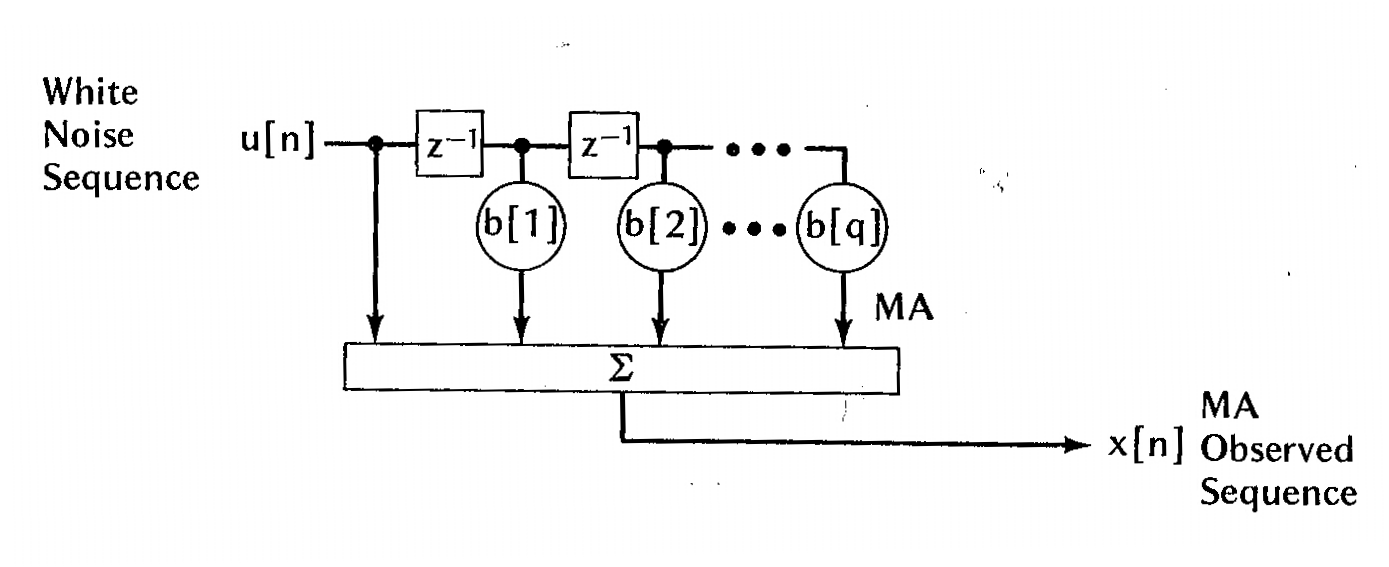 White
Noise
Sequence
u[n]
z⁻¹
z⁻¹
b[1]
b[2]
b[q]
MA
Σ
x[n]
MA
Observed
Sequence